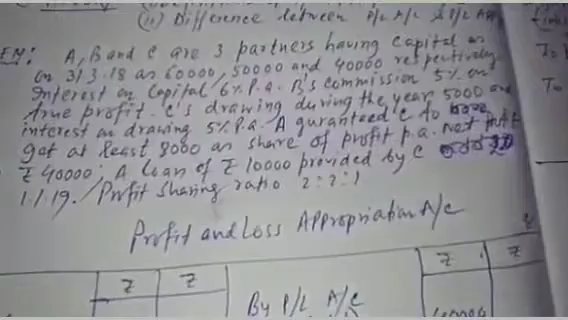 (ii) Difference between P/L A/C & P/L App
EM: A, B and C are 3 partners having capital as
on 31.3.18 as 60000, 50000 and 40000 respectively
Interest on Capital 6% P.a. B's commission 5% on
true profit. C's drawing during the year 5000 and
interest on drawing 5% P.a. A guranteed C to
get at least 8000 as share of profit p.a. Net profit
₹ 40000, A loan of ₹ 10000 provided by C
1.1.19. / Profit sharing ratio 2:2:1
To
To
Profit and Loss Appropriation A/c
₹ ₹ ₹ ₹
By P/L A/c